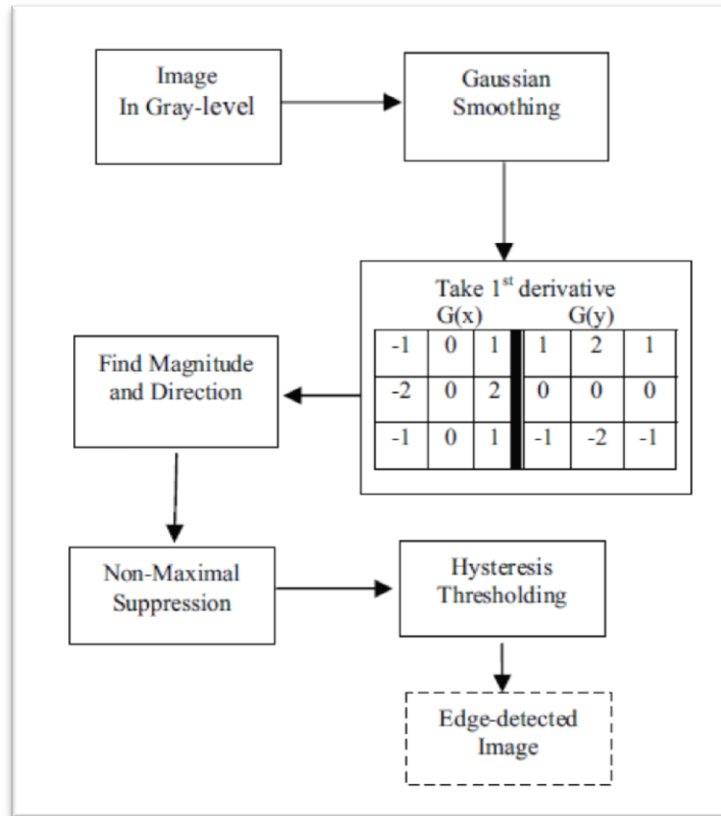 Image
In Gray-level
Gaussian
Smoothing
Take 1st derivative
G(x) G(y)
-1 0 1 1 2 1
-2 0 2 0 0 0
-1 0 1 -1 -2 -1
Find Magnitude
and Direction
Non-Maximal
Suppression
Hysteresis
Thresholding
Edge-detected
Image